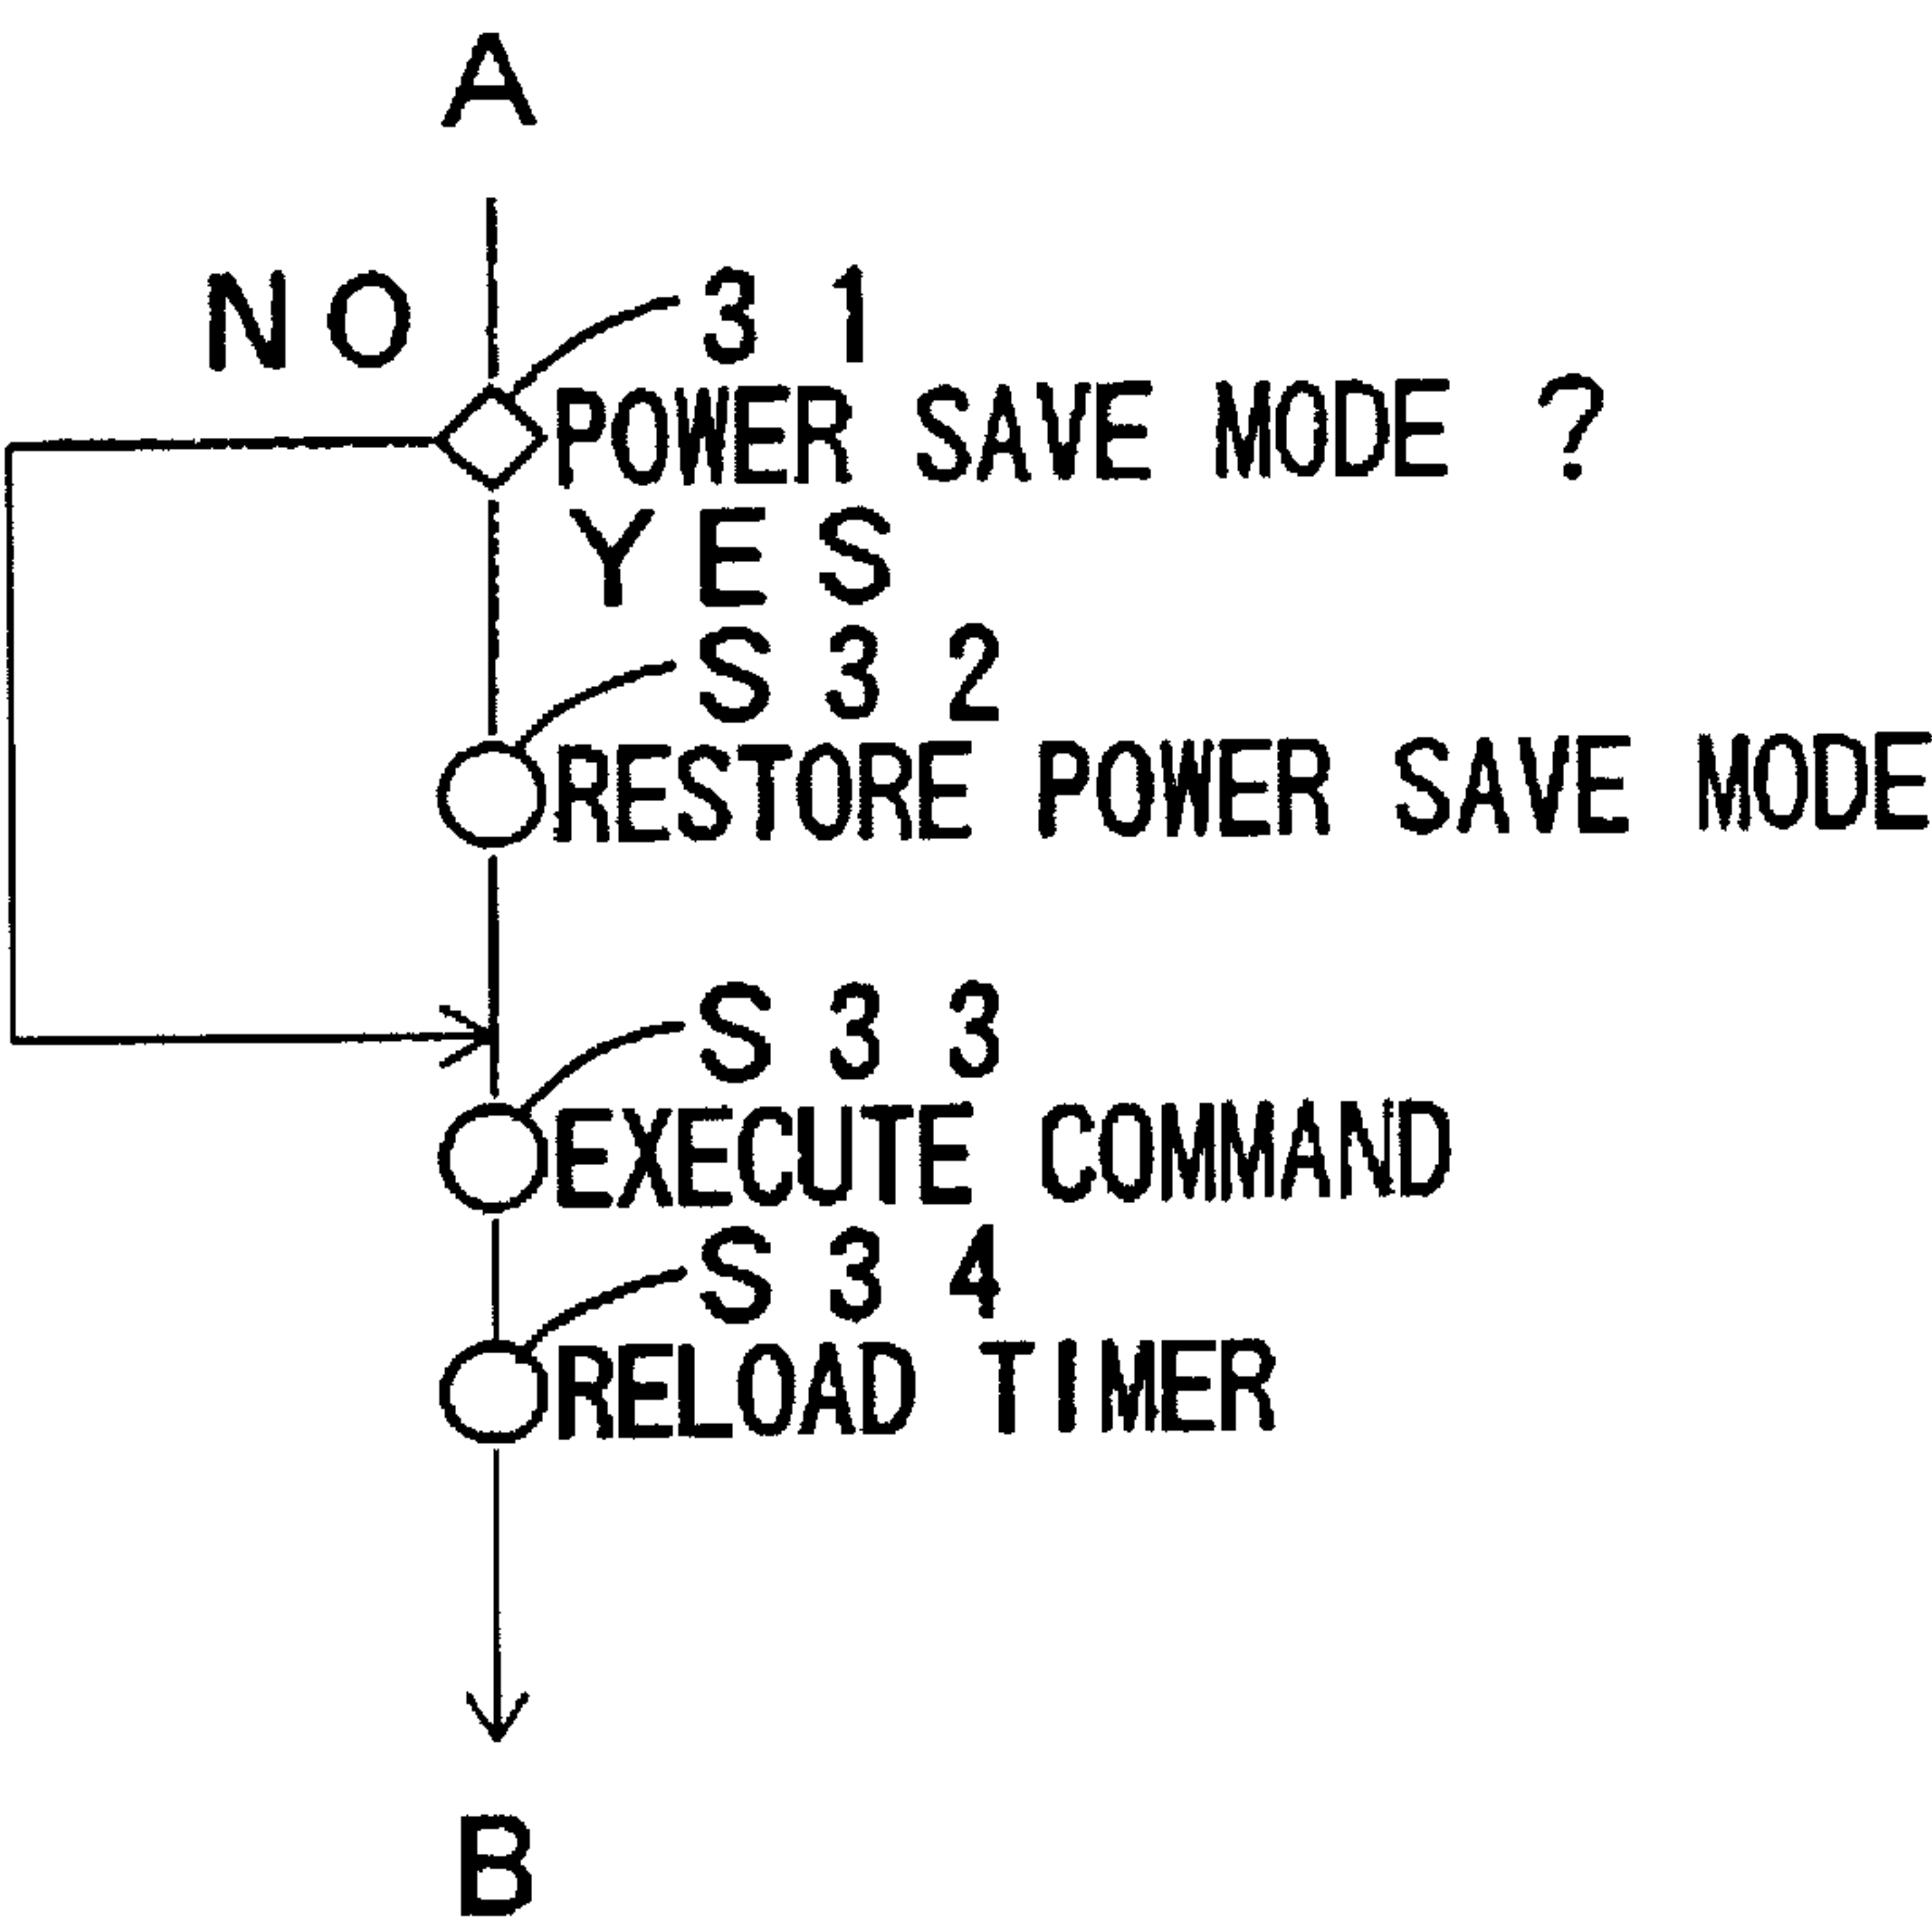 A
NO 31
POWER SAVE MODE ?
YES
S32
RESTORE POWER SAVE MODE
S33
EXECUTE COMMAND
S34
RELOAD TIMER
B